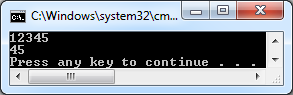 C:\Windows\system32\cm...
12345
45
Press any key to continue . . .